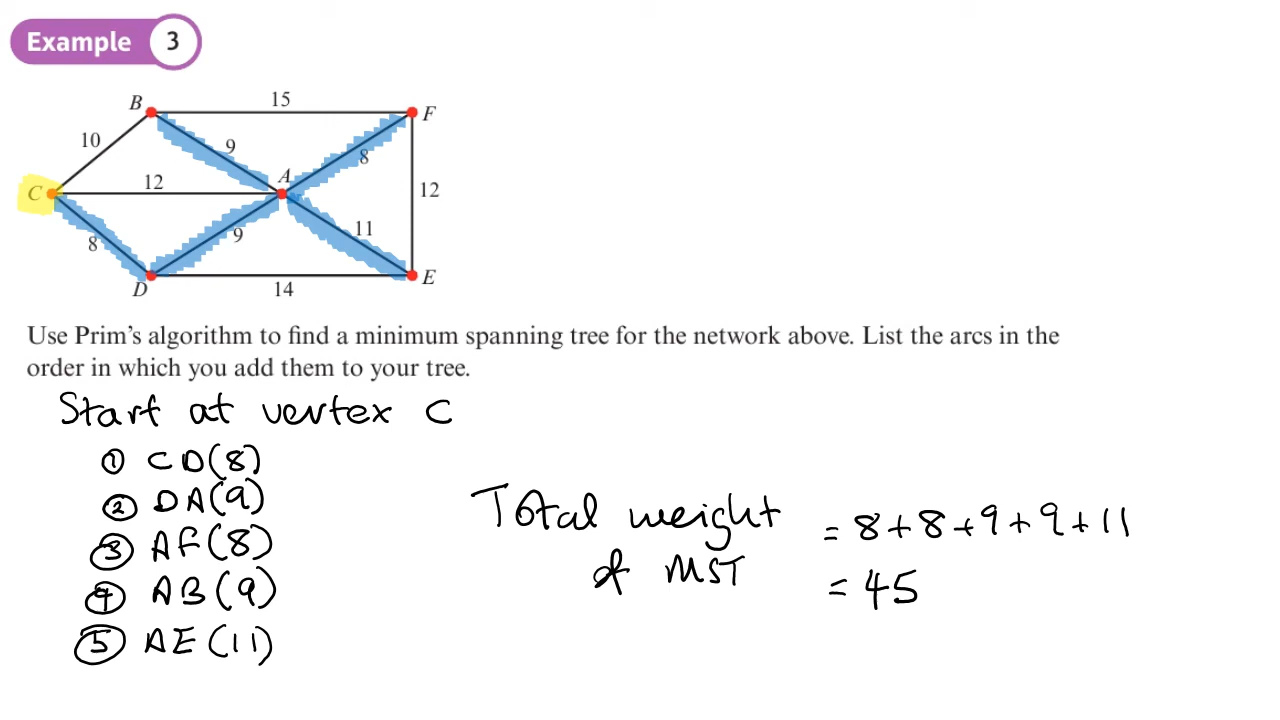 Example 3
B
15
F
10
9
8
A
C
12
12
8
9
11
D
14
E
Use Prim's algorithm to find a minimum spanning tree for the network above. List the arcs in the
order in which you add them to your tree.
Start at vertex C
① CD(8)
② DA(9)
③ AF(8)
④ AB(9)
⑤ AE(11)
Total weight = 8+8+9+9+11
of MST = 45